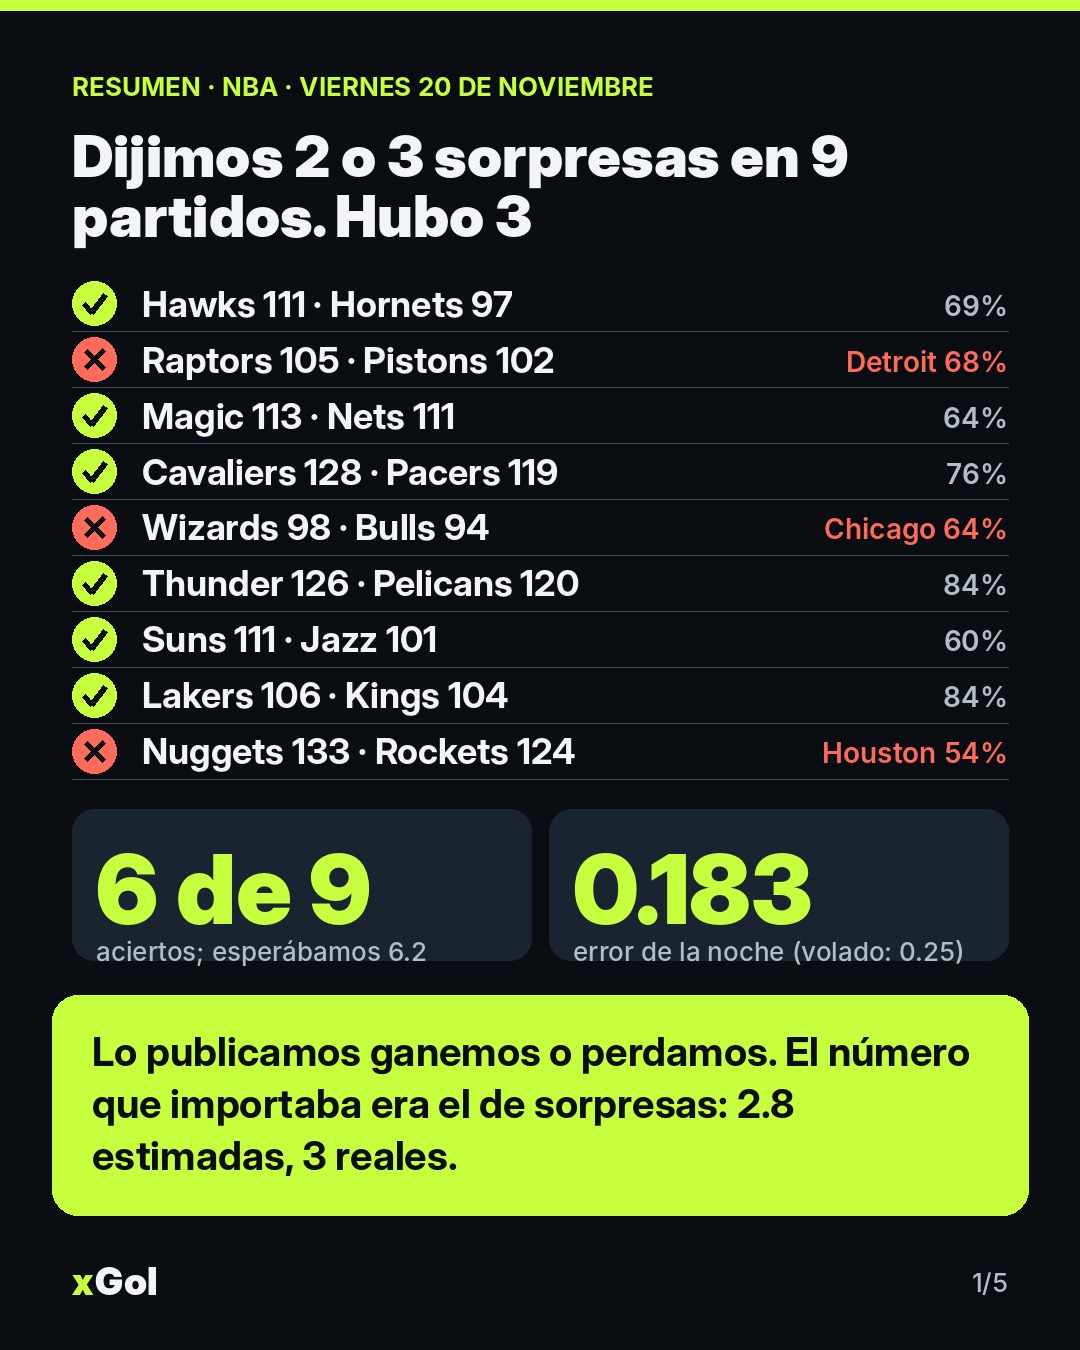 RESUMEN · NBA · VIERNES 20 DE NOVIEMBRE
Dijimos 2 o 3 sorpresas en 9
partidos. Hubo 3
Hawks 111 · Hornets 97 69%
Raptors 105 · Pistons 102 Detroit 68%
Magic 113 · Nets 111 64%
Cavaliers 128 · Pacers 119 76%
Wizards 98 · Bulls 94 Chicago 64%
Thunder 126 · Pelicans 120 84%
Suns 111 · Jazz 101 60%
Lakers 106 · Kings 104 84%
Nuggets 133 · Rockets 124 Houston 54%
6 de 9
aciertos; esperábamos 6.2
0.183
error de la noche (volado: 0.25)
Lo publicamos ganemos o perdamos. El número
que importaba era el de sorpresas: 2.8
estimadas, 3 reales.
xGol
1/5